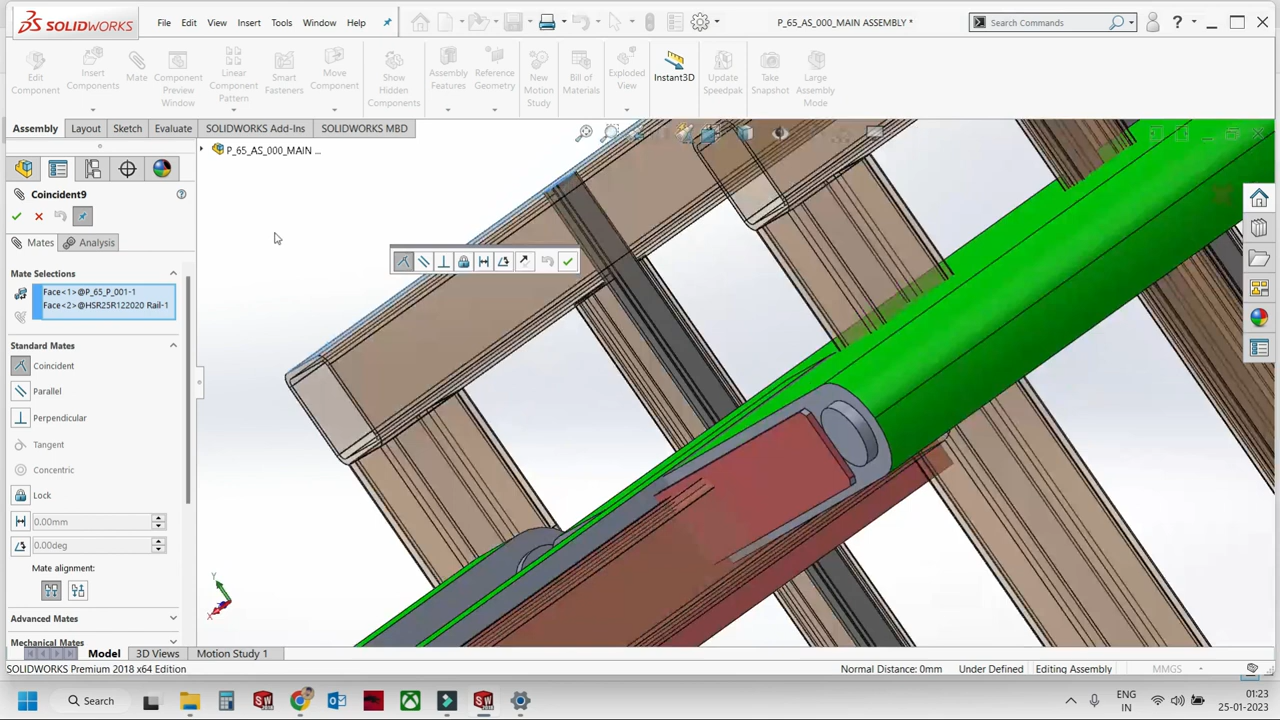 SOLIDWORKS File Edit View Insert Tools Window Help P_65_AS_000_MAIN ASSEMBLY * Search Commands ?
Edit Component
Insert Components
Mate
Component Preview Window
Linear Component Pattern
Smart Fasteners
Move Component
Show Hidden Components
Assembly Features
Reference Geometry
New Motion Study
Bill of Materials
Exploded View
Instant3D
Update Speedpak
Take Snapshot
Large Assembly Mode
Assembly Layout Sketch Evaluate SOLIDWORKS Add-Ins SOLIDWORKS MBD
P_65_AS_000_MAIN ...
Coincident9
Mates Analysis
Mate Selections
Face<1>@P_65_P_001-1
Face<2>@HSR25R122020 Rail-1
Standard Mates
Coincident
Parallel
Perpendicular
Tangent
Concentric
Lock
0.00mm
0.00deg
Mate alignment:
Advanced Mates
Mechanical Mates
Y
X
Model 3D Views Motion Study 1
SOLIDWORKS Premium 2018 x64 Edition Normal Distance: 0mm Under Defined Editing Assembly MMGS
Search ENG IN 01:23 25-01-2023